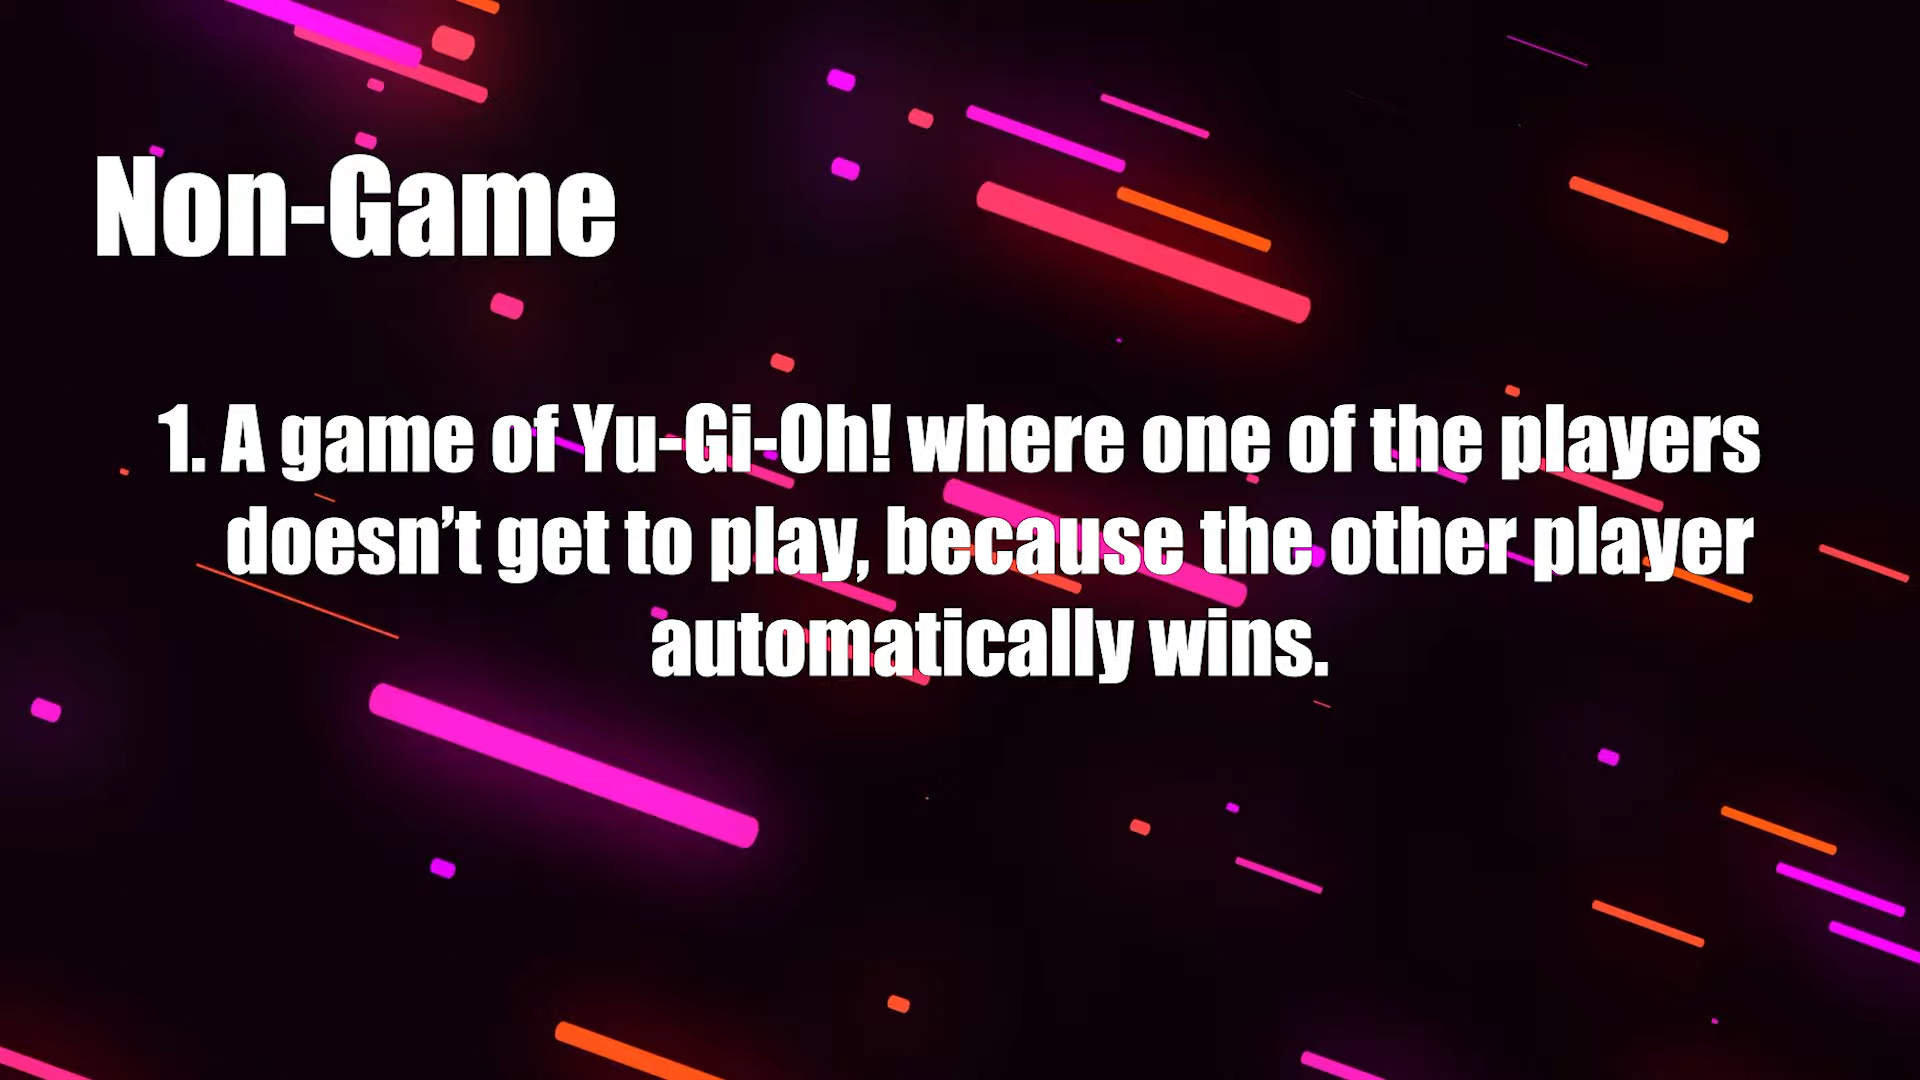 Non-Game
1. A game of Yu-Gi-Oh! where one of the players
doesn’t get to play, because the other player
automatically wins.